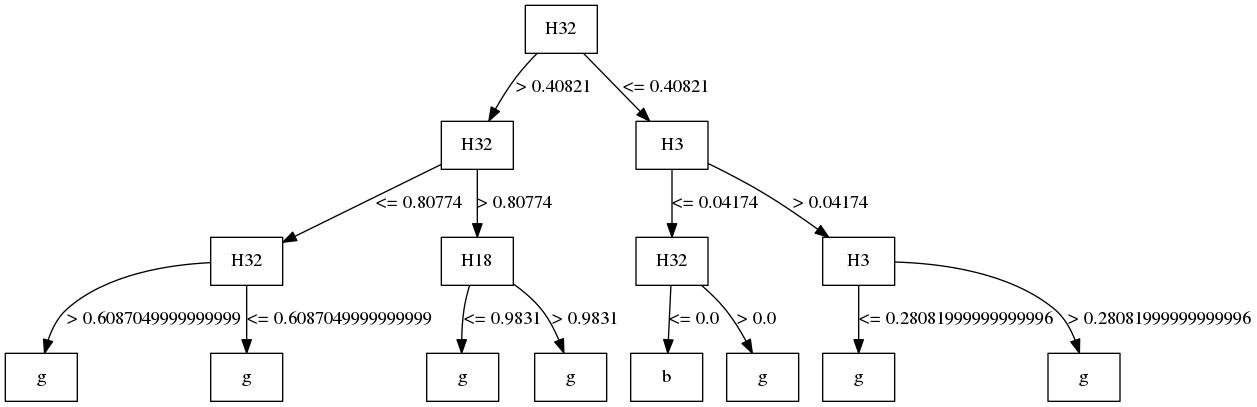 H32
> 0.40821
<= 0.40821
H32
H3
<= 0.80774
> 0.80774
<= 0.04174
> 0.04174
H32
H18
H32
H3
> 0.6087049999999999
<= 0.6087049999999999
<= 0.9831
> 0.9831
<= 0.0
> 0.0
<= 0.28081999999999996
> 0.28081999999999996
g
g
g
g
b
g
g
g